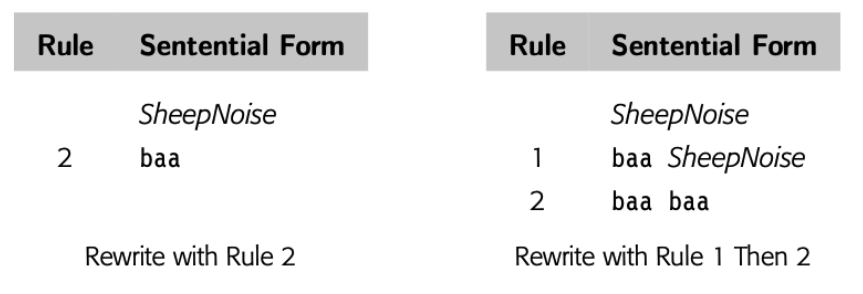 Rule Sentential Form
SheepNoise
2 baa
Rewrite with Rule 2
Rule Sentential Form
SheepNoise
1 baa SheepNoise
2 baa baa
Rewrite with Rule 1 Then 2